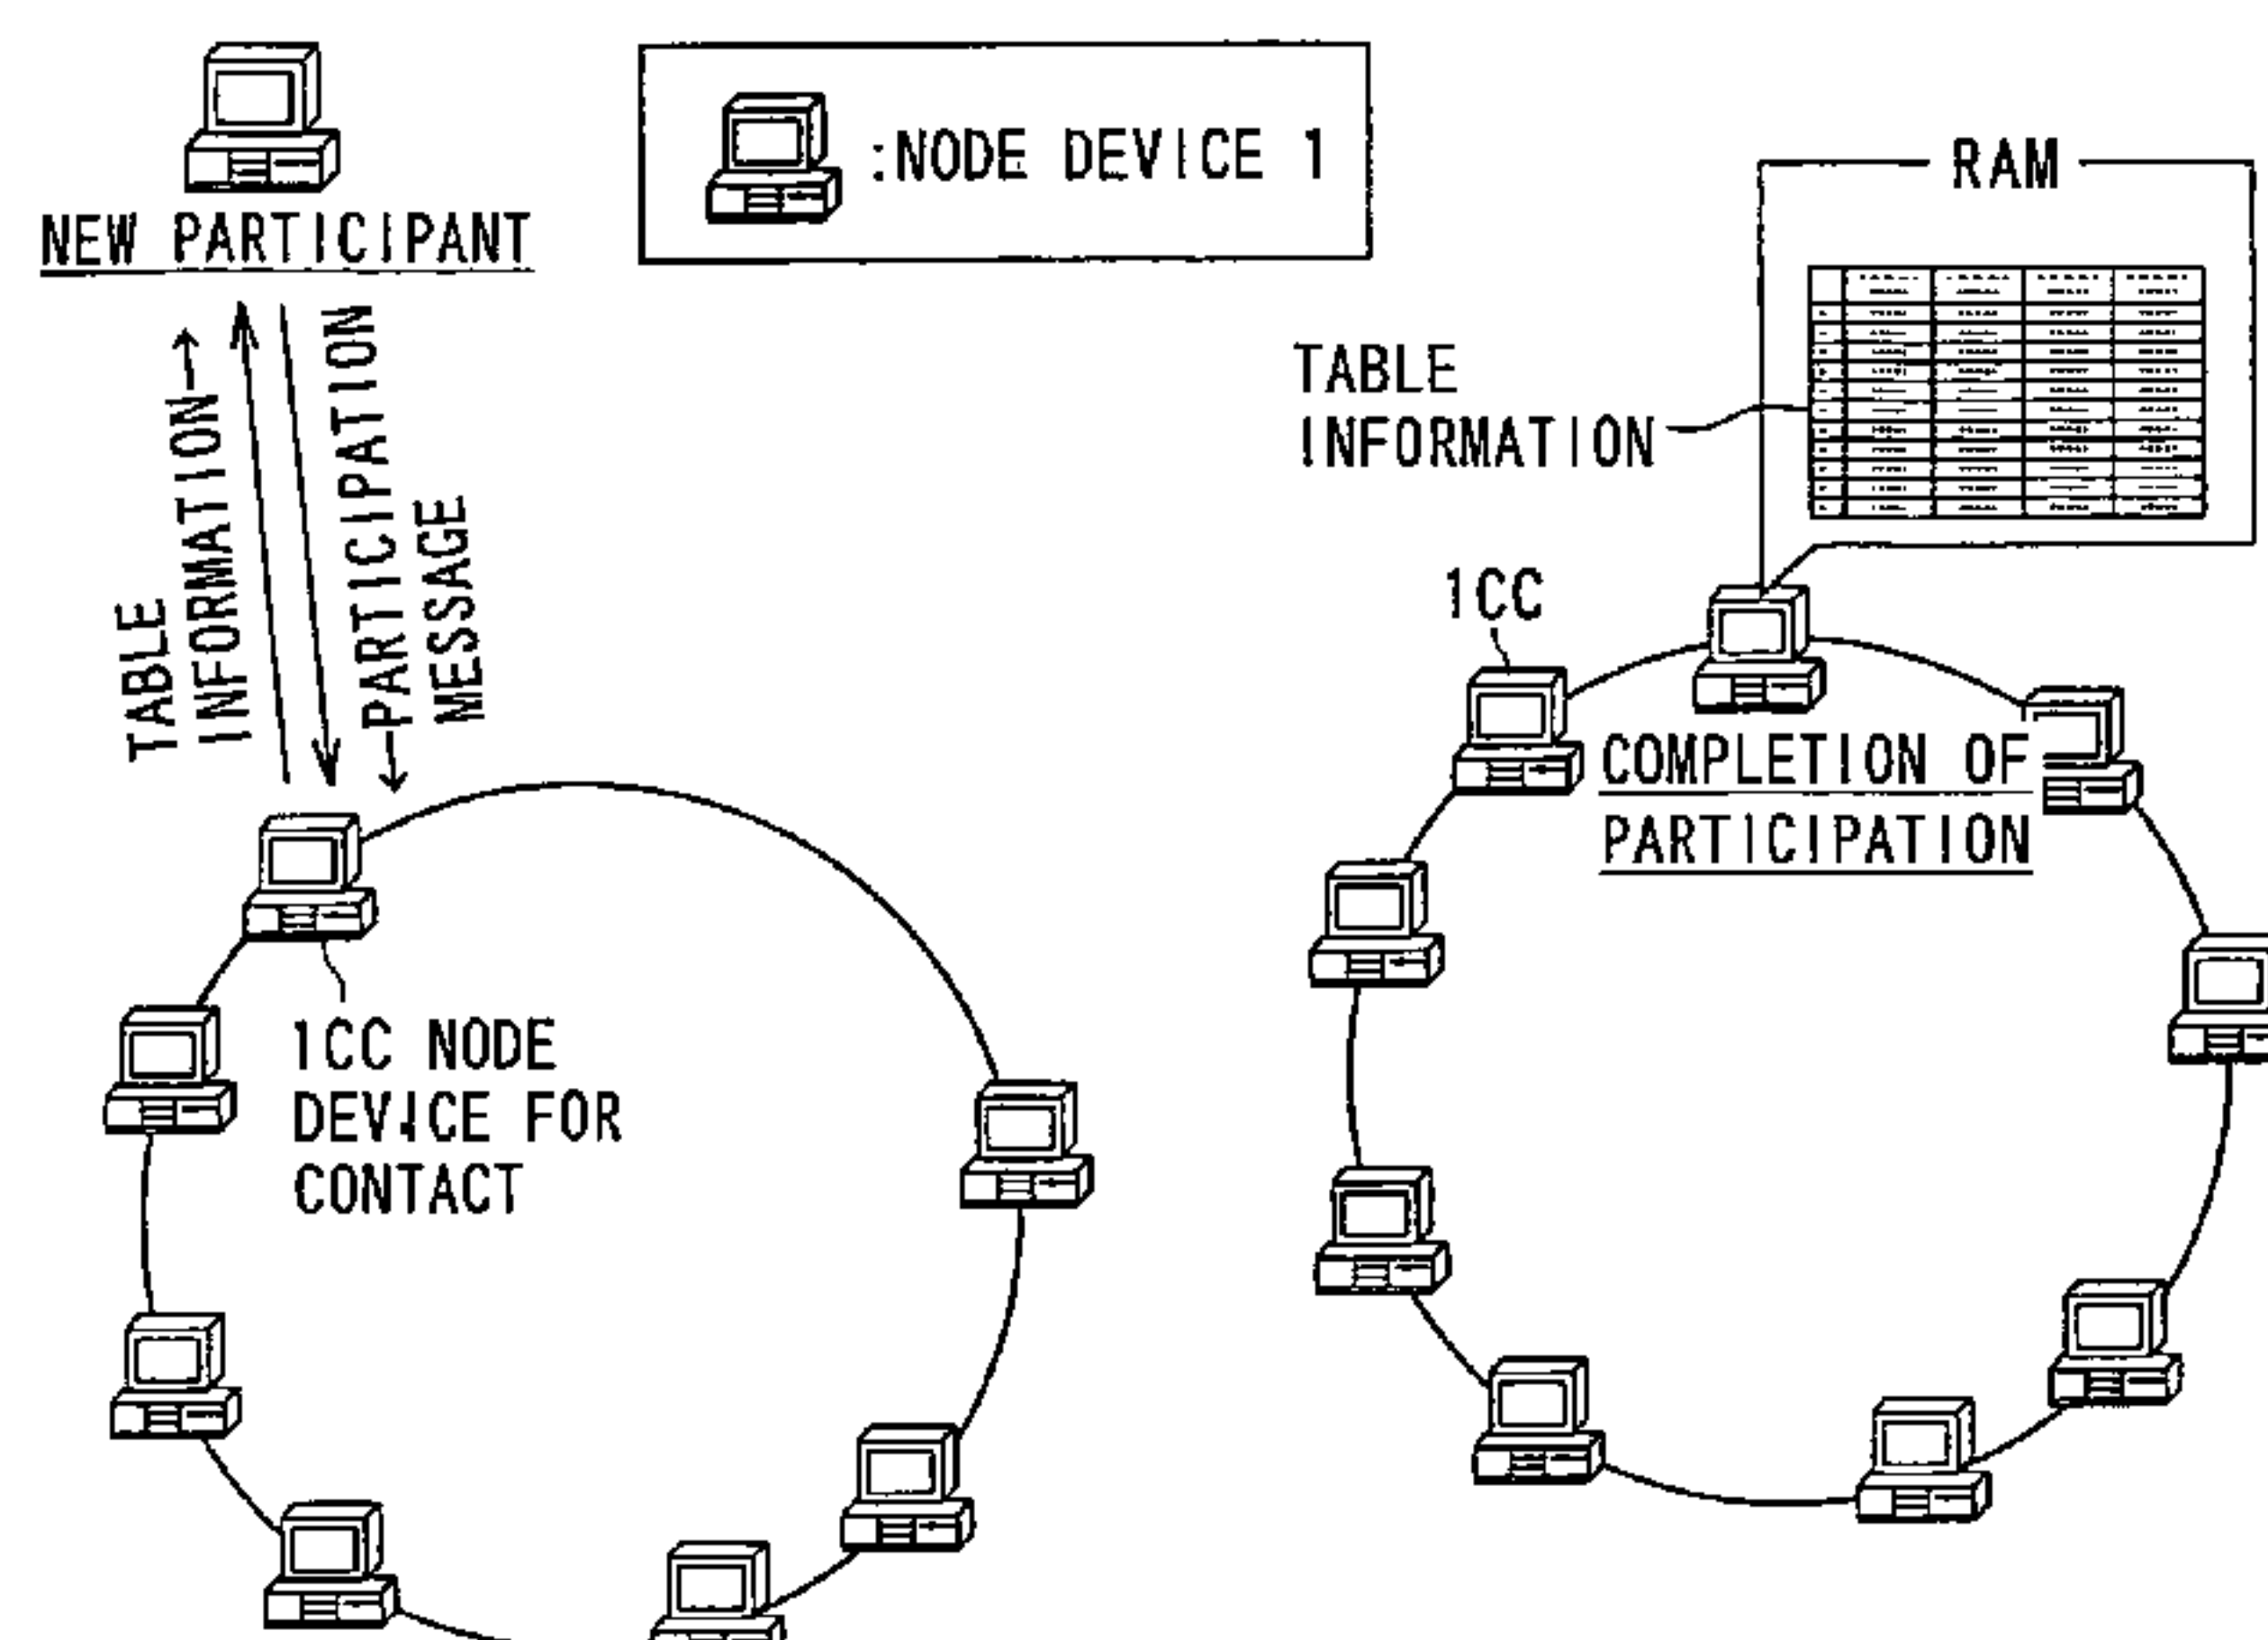 NEW PARTICIPANT
:NODE DEVICE 1
RAM
TABLE
INFORMATION
TABLE
INFORMATION
PARTICIPATION
MESSAGE
1CC
COMPLETION OF
PARTICIPATION
1CC NODE
DEVICE FOR
CONTACT